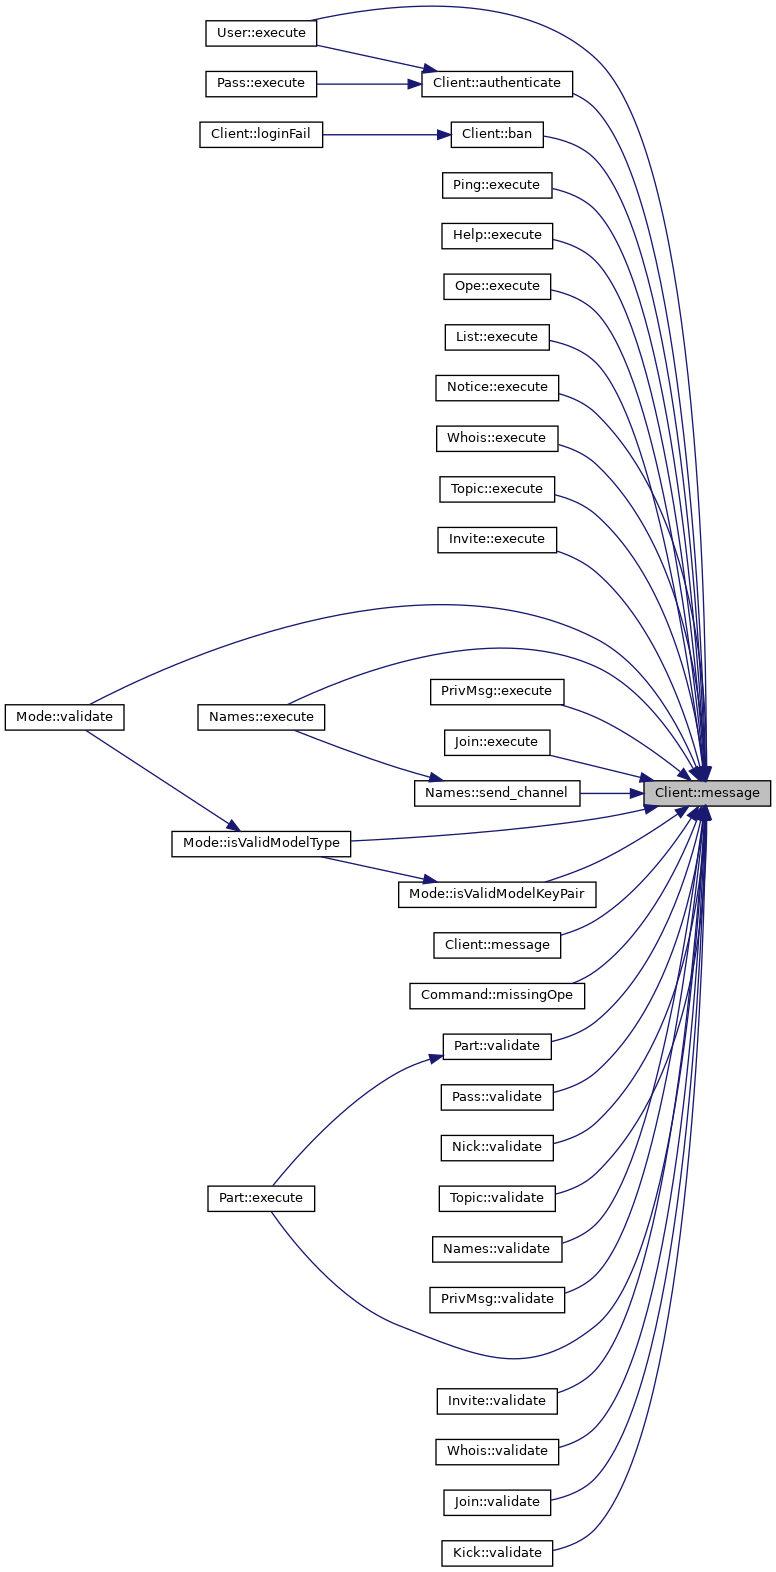 User::execute
Client::authenticate
Pass::execute
Client::loginFail
Client::ban
Ping::execute
Help::execute
Ope::execute
List::execute
Notice::execute
Whois::execute
Topic::execute
Invite::execute
PrivMsg::execute
Mode::validate
Names::execute
Join::execute
Names::send_channel
Client::message
Mode::isValidModelType
Mode::isValidModelKeyPair
Client::message
Command::missingOpe
Part::validate
Pass::validate
Nick::validate
Part::execute
Topic::validate
Names::validate
PrivMsg::validate
Invite::validate
Whois::validate
Join::validate
Kick::validate